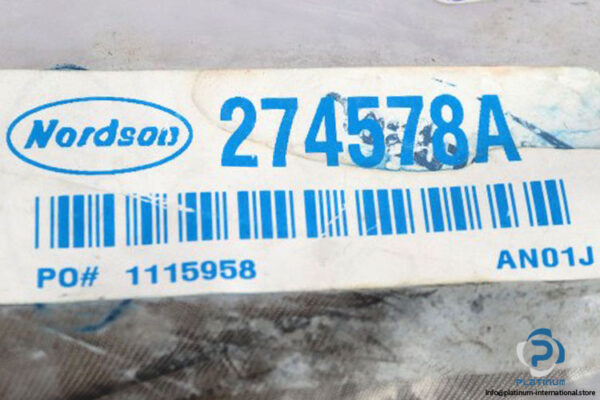 Nordson
274578A
PO# 1115958
AN01J
PLATINUM
info@platinum-international.store